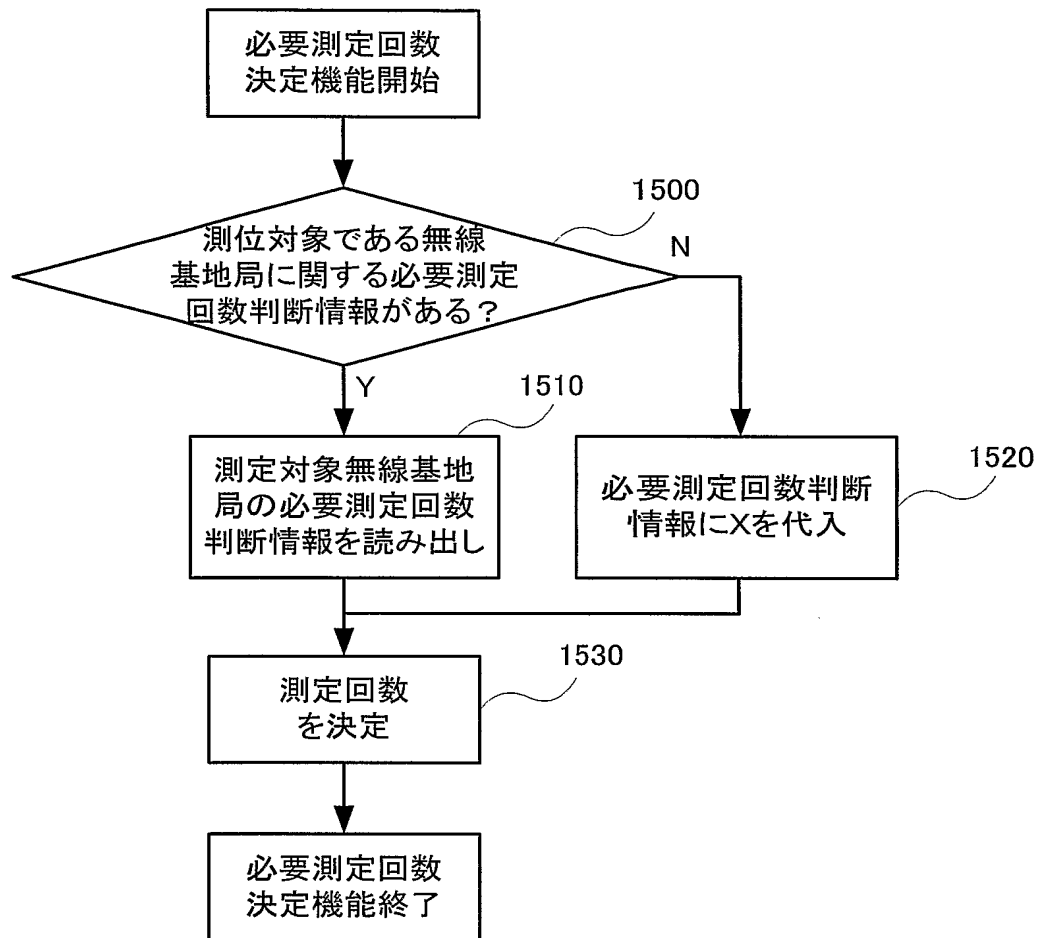 必要測定回数
決定機能開始
1500
測位対象である無線
基地局に関する必要測定
回数判断情報がある？
N
Y
1510
測定対象無線基地
局の必要測定回数
判断情報を読み出し
1520
必要測定回数判断
情報にXを代入
1530
測定回数
を決定
必要測定回数
決定機能終了